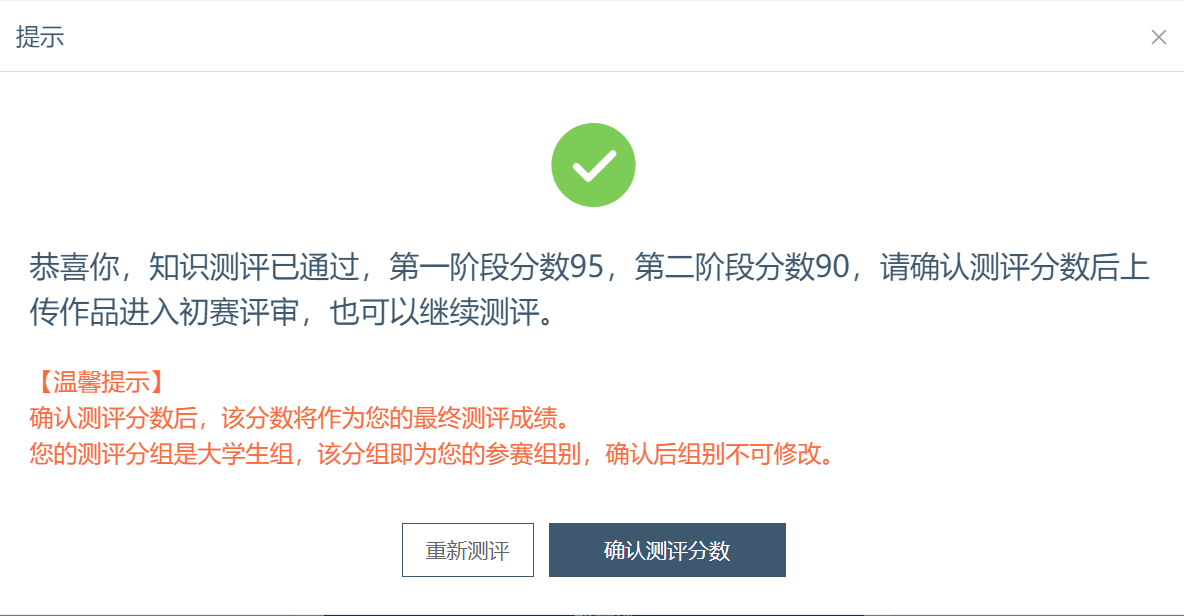 提示
恭喜你，知识测评已通过，第一阶段分数95，第二阶段分数90，请确认测评分数后上
传作品进入初赛评审，也可以继续测评。
【温馨提示】
确认测评分数后，该分数将作为您的最终测评成绩。
您的测评分组是大学生组，该分组即为您的参赛组别，确认后组别不可修改。
重新测评
确认测评分数